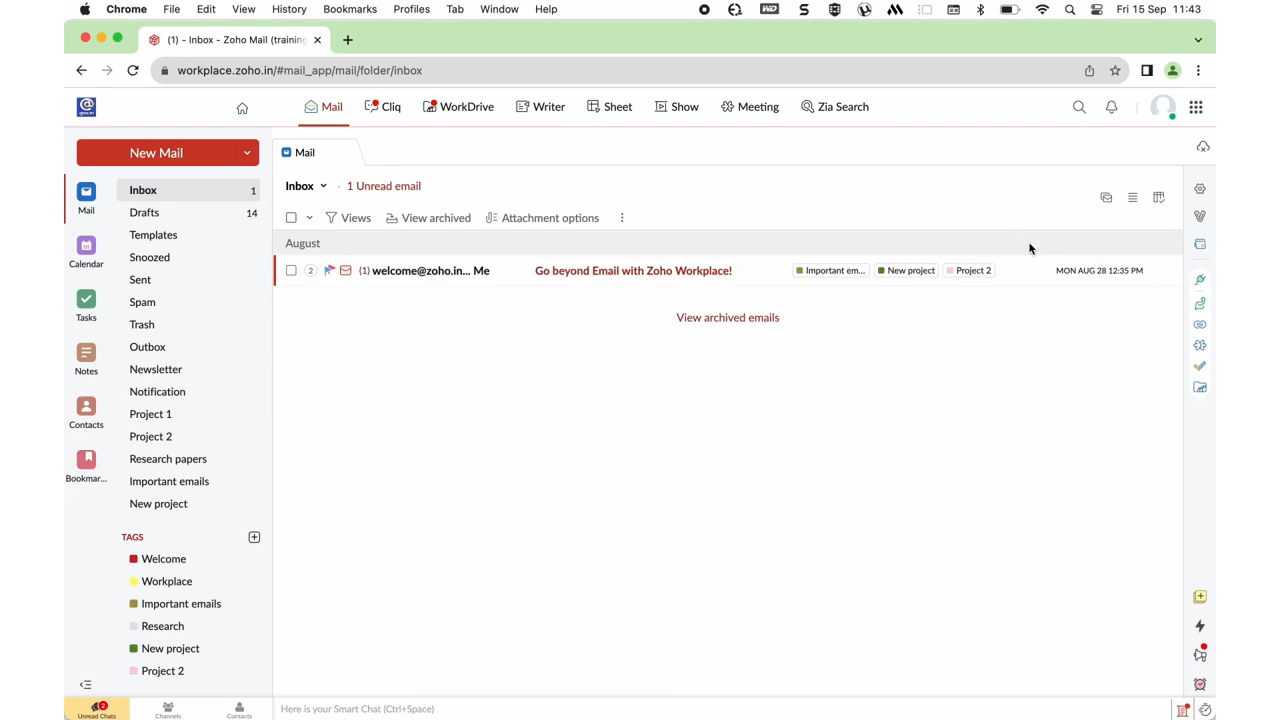 Chrome File Edit View History Bookmarks Profiles Tab Window Help
WD
S
Fri 15 Sep 11:43
(1) - Inbox - Zoho Mail (training
workplace.zoho.in/#mail_app/mail/folder/inbox
@ gov.in
Mail Cliq WorkDrive Writer Sheet Show Meeting Zia Search
New Mail
Mail
Inbox 1
Inbox
1 Unread email
Mail
Drafts 14
Views View archived Attachment options
Templates
August
Calendar
Snoozed
2 (1) welcome@zoho.in... Me Go beyond Email with Zoho Workplace! Important em... New project Project 2 MON AUG 28 12:35 PM
Sent
Spam
Tasks
View archived emails
Trash
Outbox
Notes
Newsletter
Notification
Project 1
Contacts
Project 2
Research papers
Bookmar...
Important emails
New project
TAGS
Welcome
Workplace
Important emails
Research
New project
Project 2
2
Unread Chats Channels Contacts
Here is your Smart Chat (Ctrl+Space)